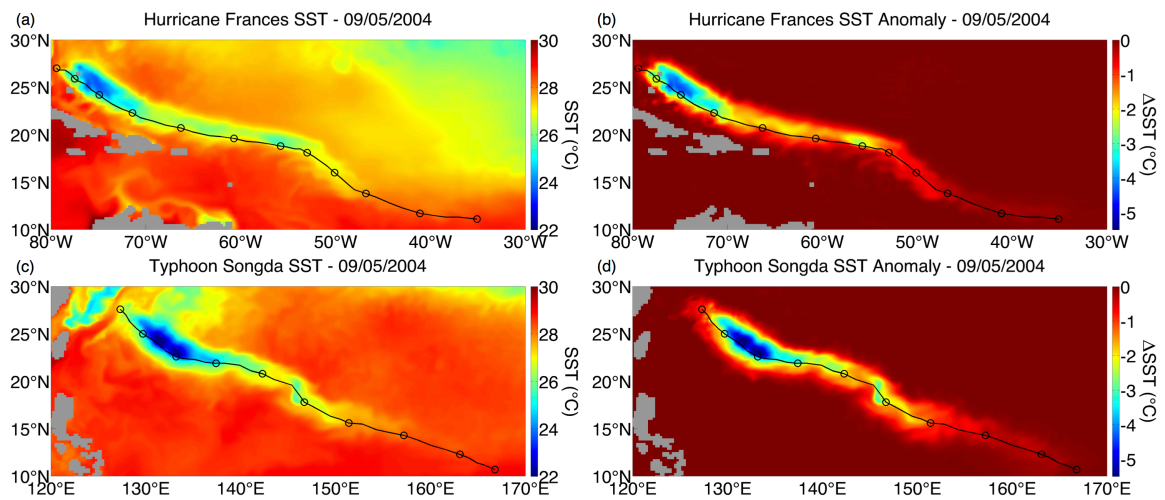 (a) Hurricane Frances SST - 09/05/2004
30°N
25°N
20°N
15°N
10°N
80°W 70°W 60°W 50°W 40°W 30°W
30
28
26
24
22
SST (°C)
(b) Hurricane Frances SST Anomaly - 09/05/2004
30°N
25°N
20°N
15°N
10°N
80°W 70°W 60°W 50°W 40°W 30°W
0
-1
-2
-3
-4
-5
ΔSST (°C)
(c) Typhoon Songda SST - 09/05/2004
30°N
25°N
20°N
15°N
10°N
120°E 130°E 140°E 150°E 160°E 170°E
30
28
26
24
22
SST (°C)
(d) Typhoon Songda SST Anomaly - 09/05/2004
30°N
25°N
20°N
15°N
10°N
120°E 130°E 140°E 150°E 160°E 170°E
0
-1
-2
-3
-4
-5
ΔSST (°C)